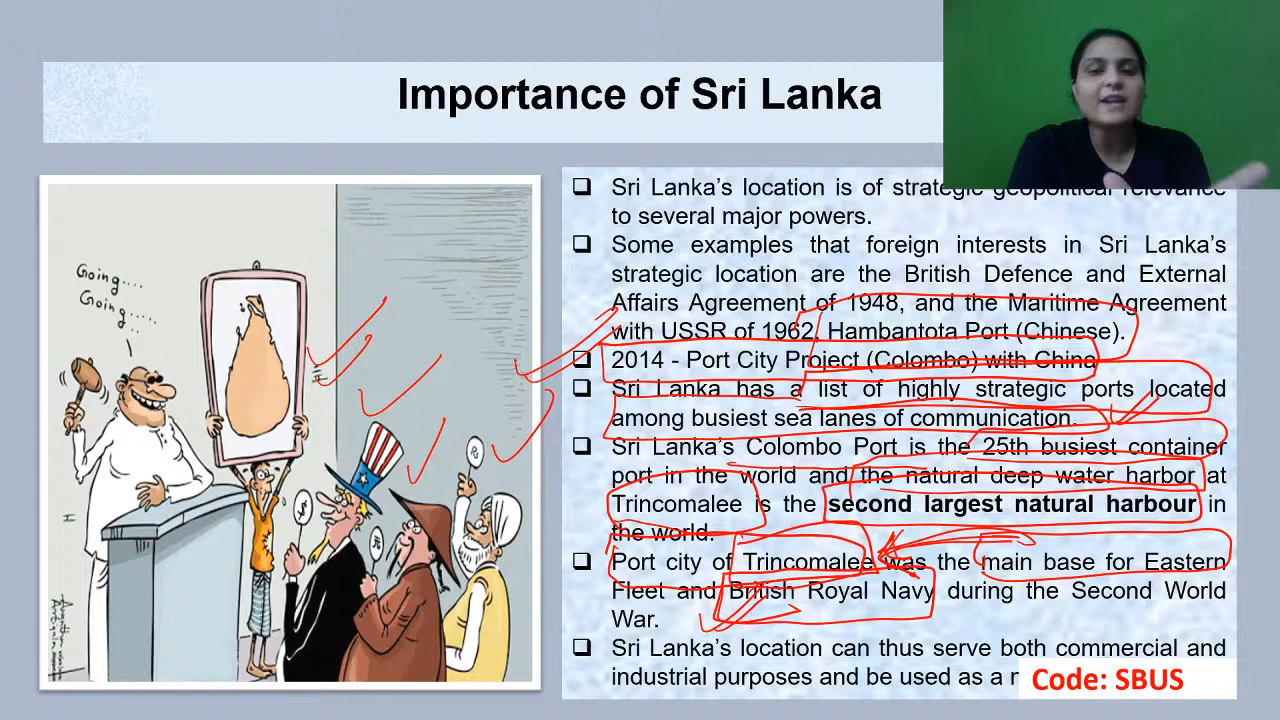 Importance of Sri Lanka
Going....
Going.....
❑ Sri Lanka’s location is of strategic geopolitical relevance
to several major powers.
❑ Some examples that foreign interests in Sri Lanka’s
strategic location are the British Defence and External
Affairs Agreement of 1948, and the Maritime Agreement
with USSR of 1962, Hambantota Port (Chinese).
❑ 2014 - Port City Project (Colombo) with China
❑ Sri Lanka has a list of highly strategic ports located
among busiest sea lanes of communication.
❑ Sri Lanka’s Colombo Port is the 25th busiest container
port in the world and the natural deep water harbor at
Trincomalee is the second largest natural harbour in
the world.
❑ Port city of Trincomalee was the main base for Eastern
Fleet and British Royal Navy during the Second World
War.
❑ Sri Lanka’s location can thus serve both commercial and
industrial purposes and be used as a
Code: SBUS